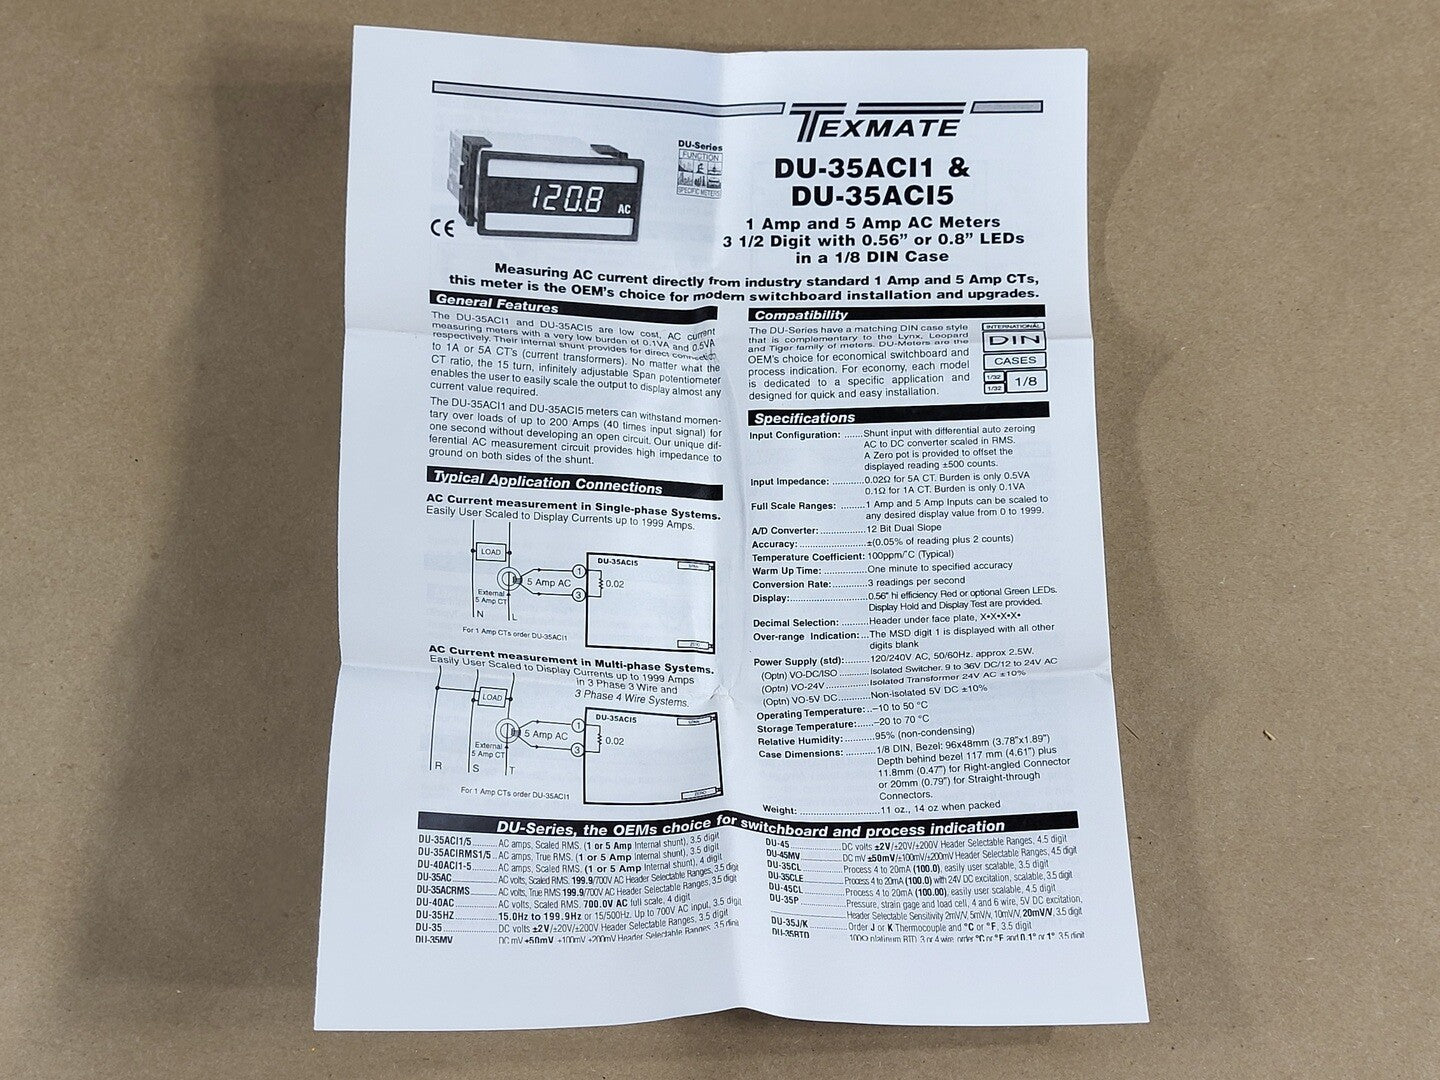 TEXMATE
DU-Series
FUNCTION
SPECIFIC METERS
120.8
AC
CE
DU-35ACI1 &
DU-35ACI5
1 Amp and 5 Amp AC Meters
3 1/2 Digit with 0.56” or 0.8” LEDs
in a 1/8 DIN Case
Measuring AC current directly from industry standard 1 Amp and 5 Amp CTs,
this meter is the OEM's choice for modern switchboard installation and upgrades.
General Features
The DU-35ACI1 and DU-35ACI5 are low cost, AC current
measuring meters with a very low burden of 0.1VA and 0.5VA
respectively. Their internal shunt provides for direct connection
to 1A or 5A CT's (current transformers). No matter what the
CT ratio, the 15 turn, infinitely adjustable Span potentiometer
enables the user to easily scale the output to display almost any
current value required.
The DU-35ACI1 and DU-35ACI5 meters can withstand momen-
tary over loads of up to 200 Amps (40 times input signal) for
one second without developing an open circuit. Our unique dif-
ferential AC measurement circuit provides high impedance to
ground on both sides of the shunt.
Typical Application Connections
AC Current measurement in Single-phase Systems.
Easily User Scaled to Display Currents up to 1999 Amps.
LOAD
DU-35ACI5
1
5 Amp AC
0.02
3
External
5 Amp CT
N
L
For 1 Amp CTs order DU-35ACI1
AC Current measurement in Multi-phase Systems.
Easily User Scaled to Display Currents up to 1999 Amps
in 3 Phase 3 Wire and
3 Phase 4 Wire Systems.
LOAD
DU-35ACI5
1
5 Amp AC
0.02
3
External
5 Amp CT
R
S
T
For 1 Amp CTs order DU-35ACI1
Compatibility
The DU-Series have a matching DIN case style
that is complementary to the Lynx, Leopard
and Tiger family of meters. DU-Meters are the
OEM's choice for economical switchboard and
process indication. For economy, each model
is dedicated to a specific application and
designed for quick and easy installation.
INTERNATIONAL
DIN
CASES
1/32
1/32
1/8
Specifications
Input Configuration: ......Shunt input with differential auto zeroing
AC to DC converter scaled in RMS.
A Zero pot is provided to offset the
displayed reading ±500 counts.
Input Impedance: ...........0.02Ω for 5A CT. Burden is only 0.5VA
0.1Ω for 1A CT. Burden is only 0.1VA
Full Scale Ranges: .........1 Amp and 5 Amp Inputs can be scaled to
any desired display value from 0 to 1999.
A/D Converter: ...............12 Bit Dual Slope
Accuracy: .......................±(0.05% of reading plus 2 counts)
Temperature Coefficient: 100ppm/°C (Typical)
Warm Up Time: ..............One minute to specified accuracy
Conversion Rate: ............3 readings per second
Display:..........................0.56" hi efficiency Red or optional Green LEDs.
Display Hold and Display Test are provided.
Decimal Selection: .........Header under face plate, X•X•X•X•
Over-range Indication:...The MSD digit 1 is displayed with all other
digits blank
Power Supply (std):........120/240V AC, 50/60Hz. approx 2.5W.
(Optn) VO-DC/ISO .........Isolated Switcher. 9 to 36V DC/12 to 24V AC
(Optn) VO-24V ...............Isolated Transformer 24V AC ±10%
(Optn) VO-5V DC...........Non-isolated 5V DC ±10%
Operating Temperature: ..–10 to 50 °C
Storage Temperature:......–20 to 70 °C
Relative Humidity: ..........95% (non-condensing)
Case Dimensions: ..........1/8 DIN, Bezel: 96x48mm (3.78"x1.89")
Depth behind bezel 117 mm (4.61") plus
11.8mm (0.47") for Right-angled Connector
or 20mm (0.79") for Straight-through
Connectors.
Weight: ...........................11 oz., 14 oz when packed
DU-Series, the OEMs choice for switchboard and process indication
DU-35ACI1/5..........AC amps, Scaled RMS. (1 or 5 Amp Internal shunt), 3.5 digit
DU-35ACIRMS1/5...AC amps, True RMS. (1 or 5 Amp Internal shunt), 3.5 digit
DU-40ACI1-5..........AC amps, Scaled RMS. (1 or 5 Amp Internal shunt), 4 digit
DU-35AC................AC volts, Scaled RMS. 199.9/700V AC Header Selectable Ranges, 3.5 digit
DU-35ACRMS.........AC volts, True RMS 199.9/700V AC Header Selectable Ranges, 3.5 digit
DU-40AC................AC volts, Scaled RMS. 700.0V AC full scale, 4 digit
DU-35HZ................15.0Hz to 199.9Hz or 15/500Hz. Up to 700V AC input, 3.5 digit
DU-35....................DC volts ±2V/±20V/±200V Header Selectable Ranges, 3.5 digit
DU-35MV...............DC mV ±50mV, ±100mV ±200mV Header Selectable Ranges, 3.5 digit
DU-45....................DC volts ±2V/±20V/±200V Header Selectable Ranges, 4.5 digit
DU-45MV...............DC mV ±50mV/±100mV/±200mV Header Selectable Ranges, 4.5 digit
DU-35CL................Process 4 to 20mA (100.0), easily user scalable, 3.5 digit
DU-35CLE..............Process 4 to 20mA (100.0) with 24V DC excitation, scalable, 3.5 digit
DU-45CL................Process 4 to 20mA (100.00), easily user scalable, 4.5 digit
DU-35P..................Pressure, strain gage and load cell, 4 and 6 wire, 5V DC excitation,
Header Selectable Sensitivity 2mV/V, 5mV/v, 10mV/V, 20mV/V, 3.5 digit
DU-35J/K................Order J or K Thermocouple and °C or °F, 3.5 digit
DU-35RTD..............100Ω platinum RTD, 3 or 4 wire, order °C or °F and 0.1° or 1°, 3.5 digit